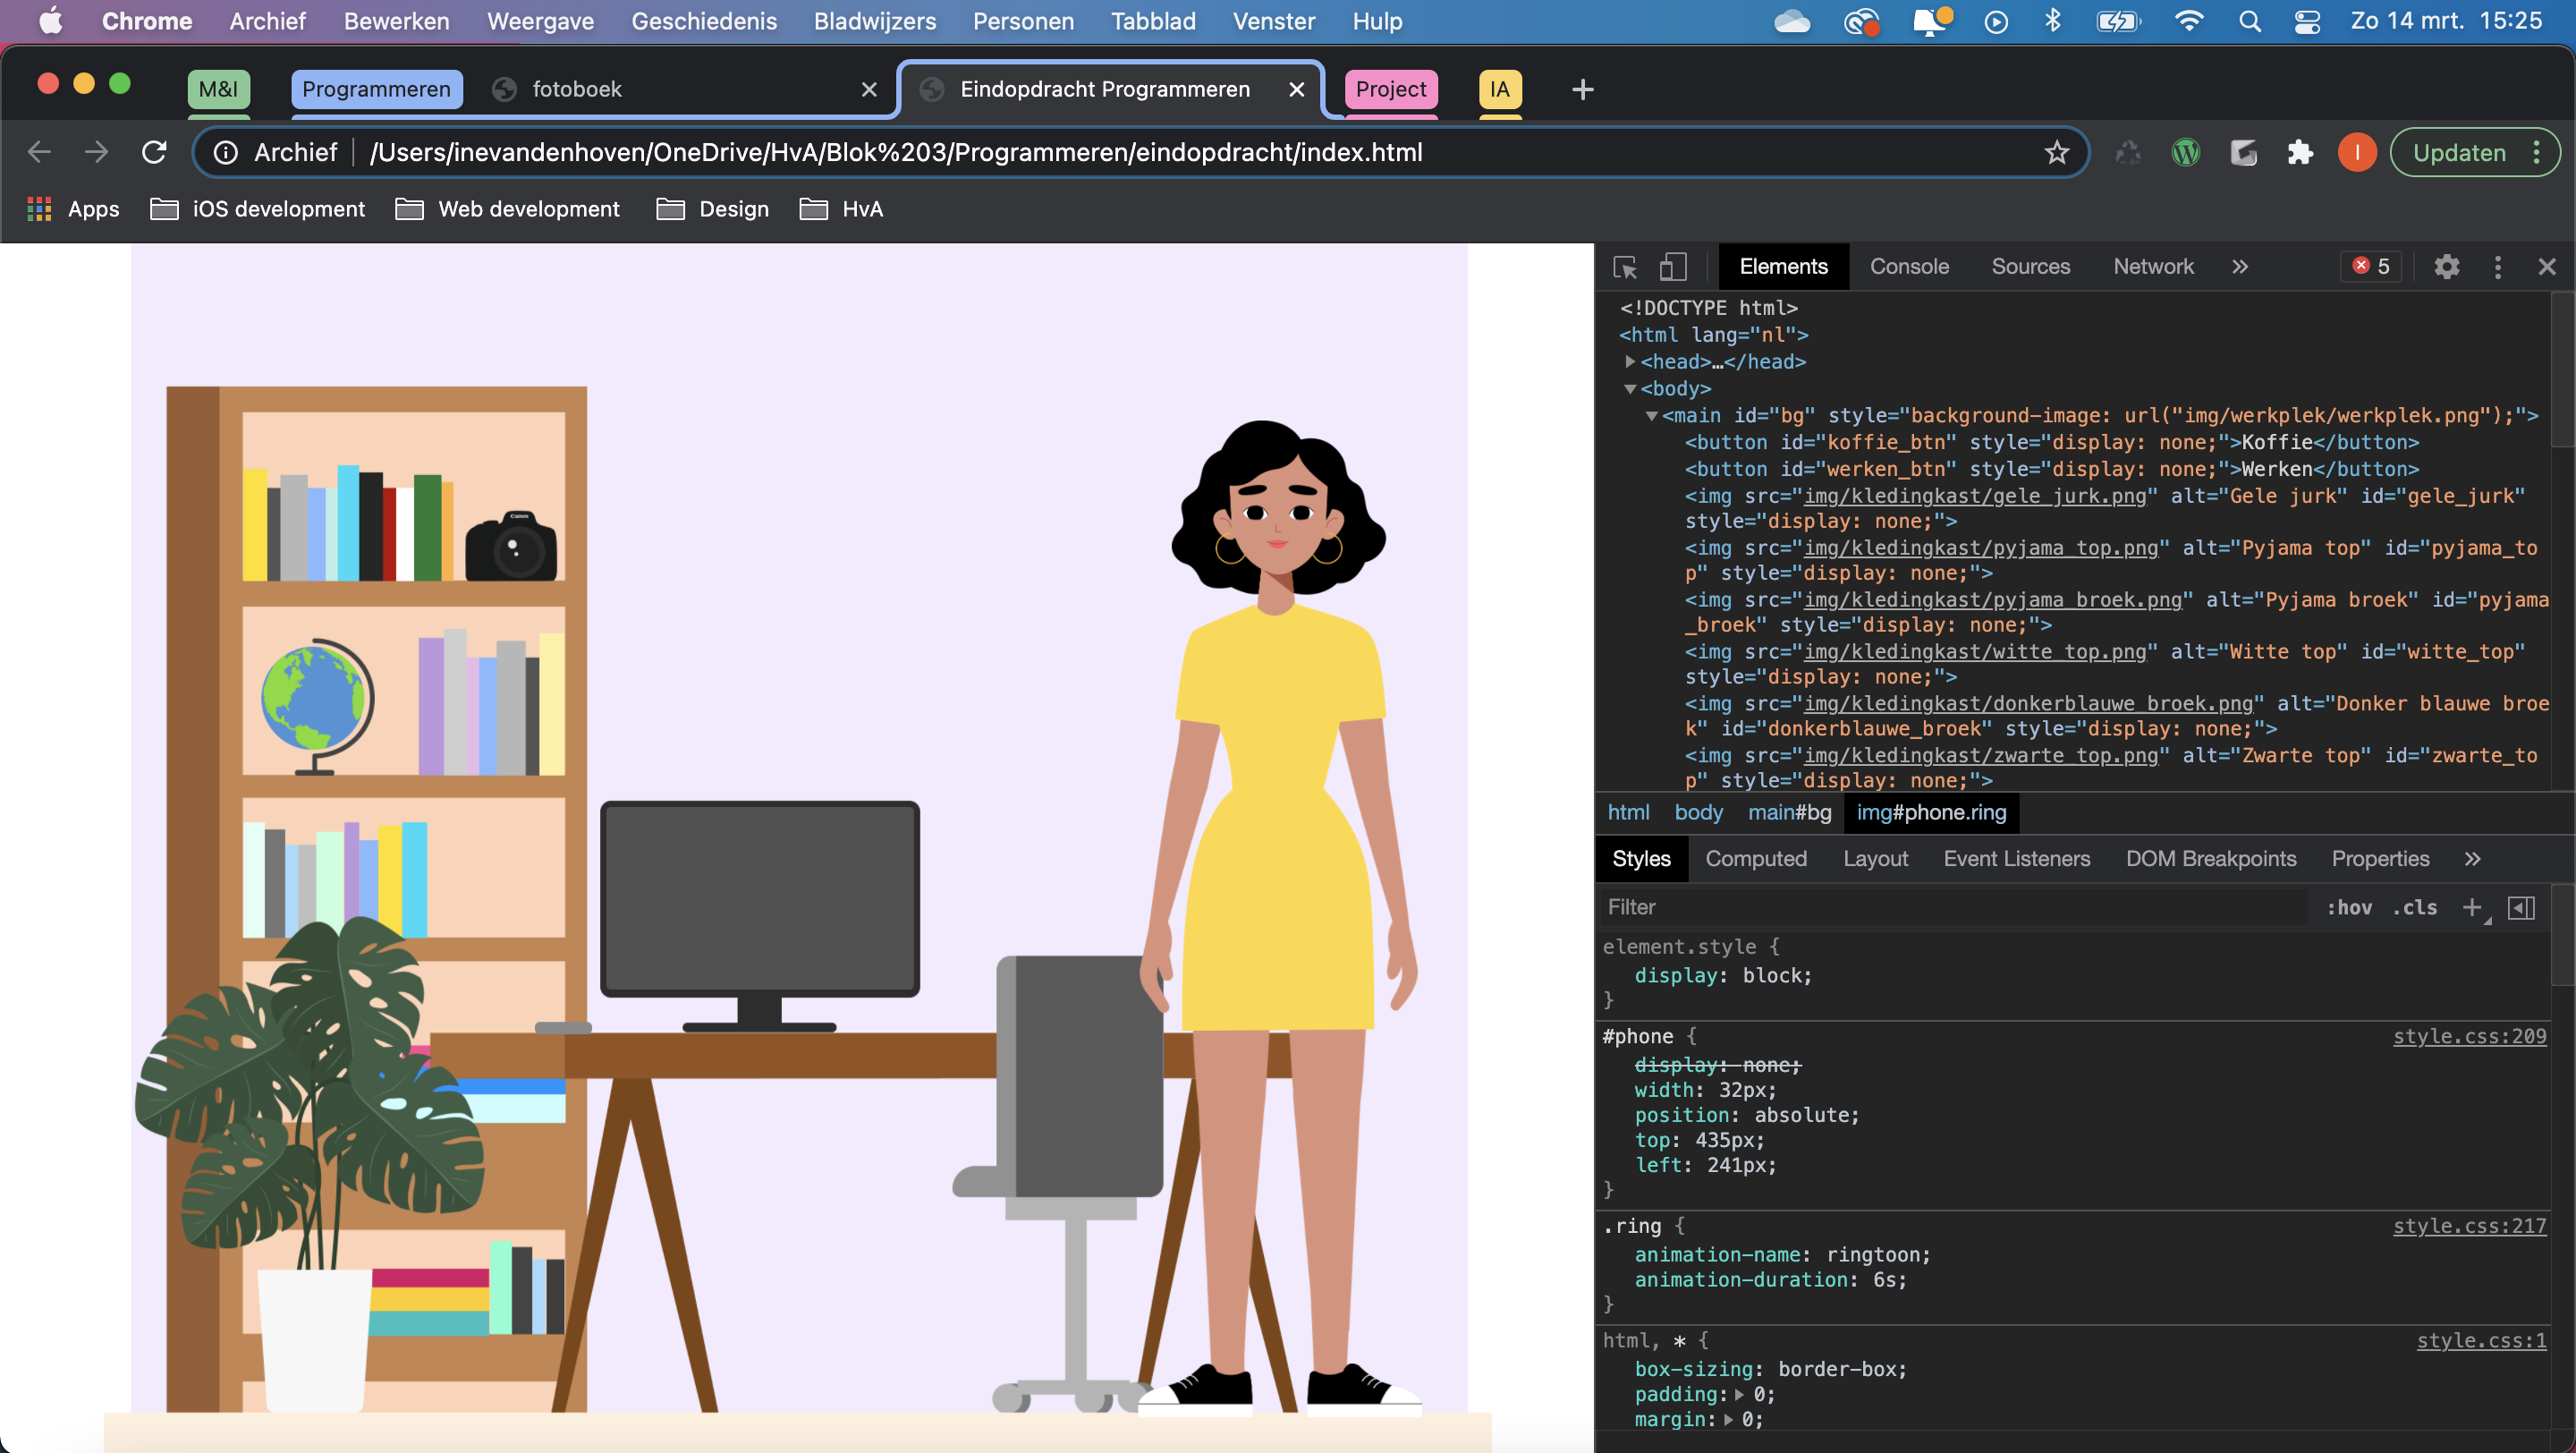 Chrome Archief Bewerken Weergave Geschiedenis Bladwijzers Personen Tabblad Venster Hulp Zo 14 mrt. 15:25
M&I Programmeren fotoboek Eindopdracht Programmeren Project IA
Archief /Users/inevandenhoven/OneDrive/HvA/Blok%203/Programmeren/eindopdracht/index.html I Updaten
Apps iOS development Web development Design HvA
Elements Console Sources Network » 5
<!DOCTYPE html>
<html lang="nl">
<head>…</head>
<body>
<main id="bg" style="background-image: url("img/werkplek/werkplek.png");">
<button id="koffie_btn" style="display: none;">Koffie</button>
<button id="werken_btn" style="display: none;">Werken</button>
<img src="img/kledingkast/gele_jurk.png" alt="Gele jurk" id="gele_jurk"
style="display: none;">
<img src="img/kledingkast/pyjama_top.png" alt="Pyjama top" id="pyjama_to
p" style="display: none;">
<img src="img/kledingkast/pyjama_broek.png" alt="Pyjama broek" id="pyjama
_broek" style="display: none;">
<img src="img/kledingkast/witte_top.png" alt="Witte top" id="witte_top"
style="display: none;">
<img src="img/kledingkast/donkerblauwe_broek.png" alt="Donker blauwe broe
k" id="donkerblauwe_broek" style="display: none;">
<img src="img/kledingkast/zwarte_top.png" alt="Zwarte top" id="zwarte_to
p" style="display: none;">
html body main#bg img#phone.ring
Styles Computed Layout Event Listeners DOM Breakpoints Properties »
Filter :hov .cls +
element.style {
display: block;
}
#phone { style.css:209
display: none;
width: 32px;
position: absolute;
top: 435px;
left: 241px;
}
.ring { style.css:217
animation-name: ringtoon;
animation-duration: 6s;
}
html, * { style.css:1
box-sizing: border-box;
padding: 0;
margin: 0;
Canon